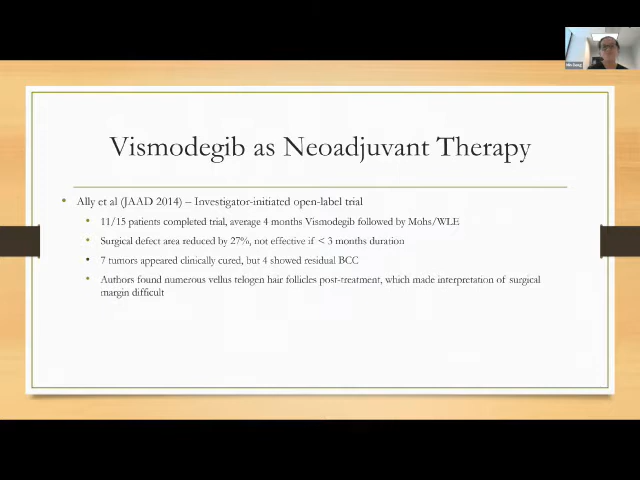 Vismodegib as Neoadjuvant Therapy
• Ally et al (JAAD 2014) – Investigator-initiated open-label trial
• 11/15 patients completed trial, average 4 months Vismodegib followed by Mohs/WLE
• Surgical defect area reduced by 27%, not effective if < 3 months duration
• 7 tumors appeared clinically cured, but 4 showed residual BCC
• Authors found numerous vellus telogen hair follicles post-treatment, which made interpretation of surgical
margin difficult